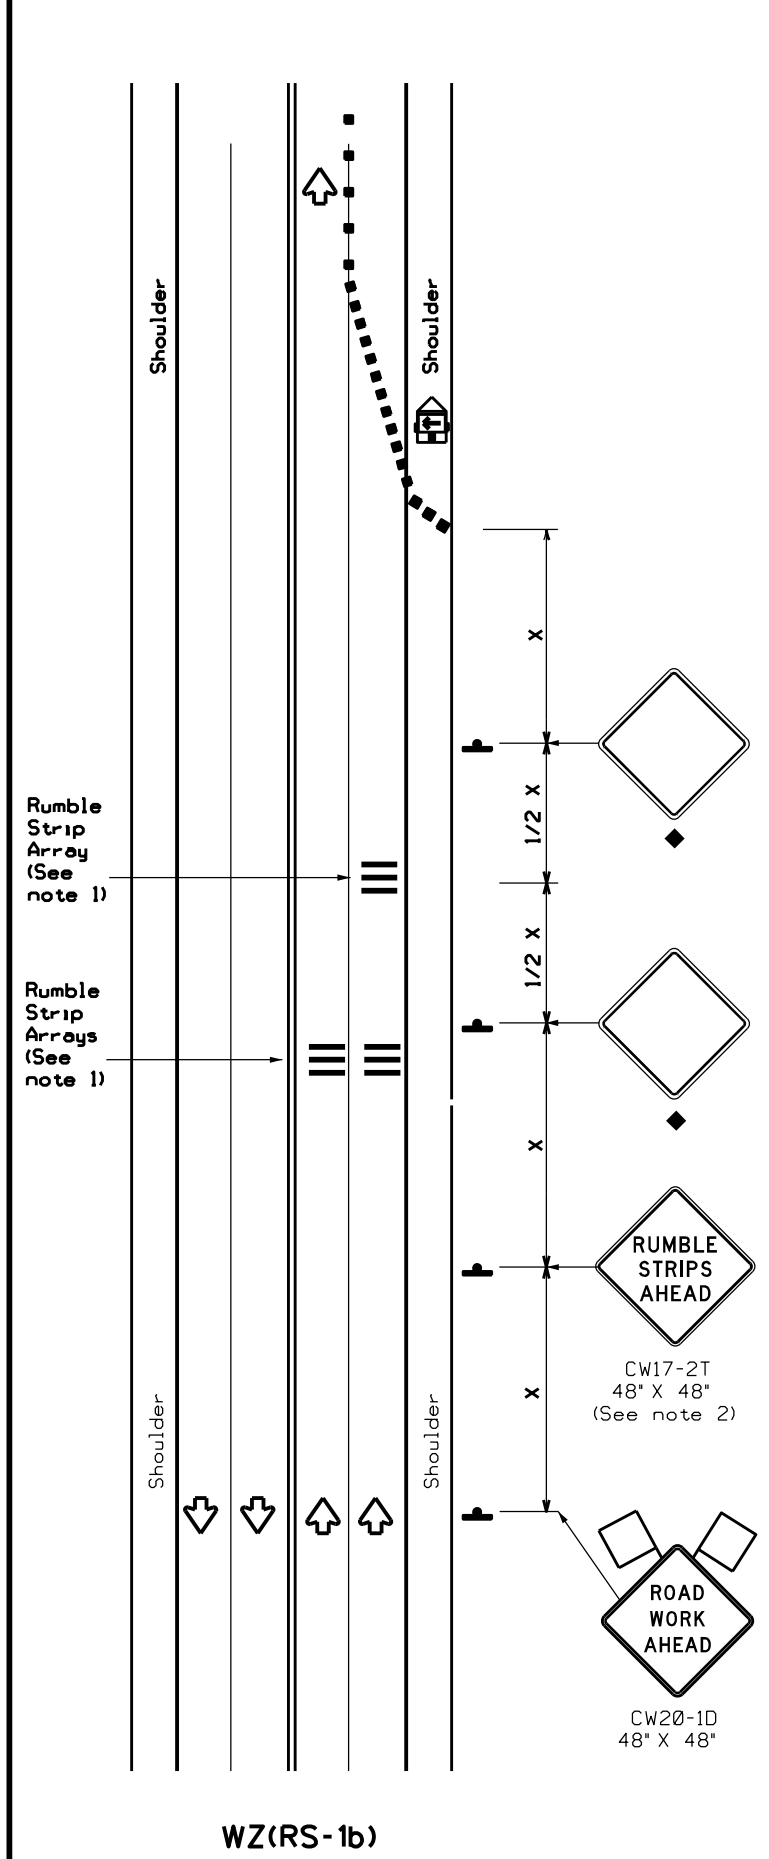 Shoulder
Shoulder
X
1/2 X
Rumble
Strip
Array
(See
note 1)
1/2 X
Rumble
Strip
Arrays
(See
note 1)
X
RUMBLE
STRIPS
AHEAD
CW17-2T
48" X 48"
(See note 2)
X
Shoulder
Shoulder
ROAD
WORK
AHEAD
CW20-1D
48" X 48"
WZ(RS-1b)